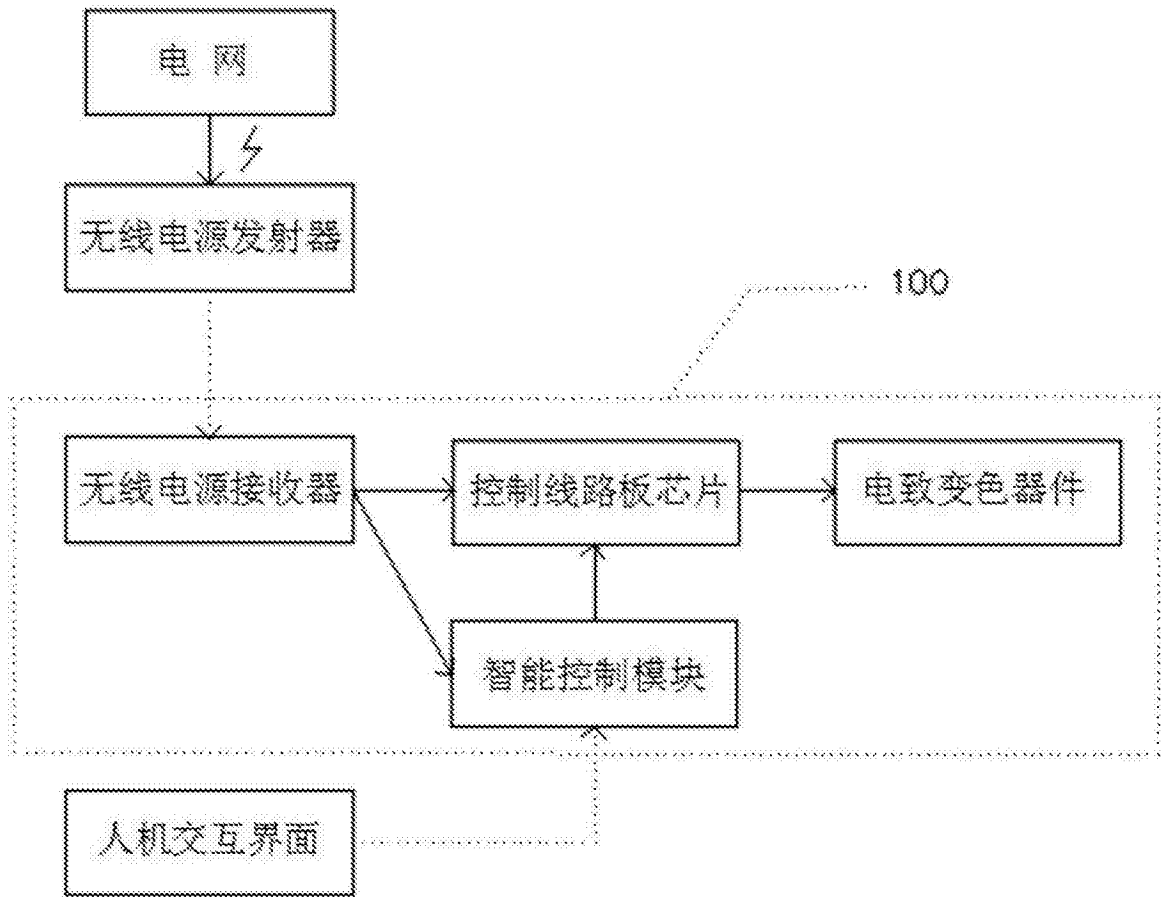 电 网
无线电源发射器
100
无线电源接收器
控制线路板芯片
电致变色器件
智能控制模块
人机交互界面